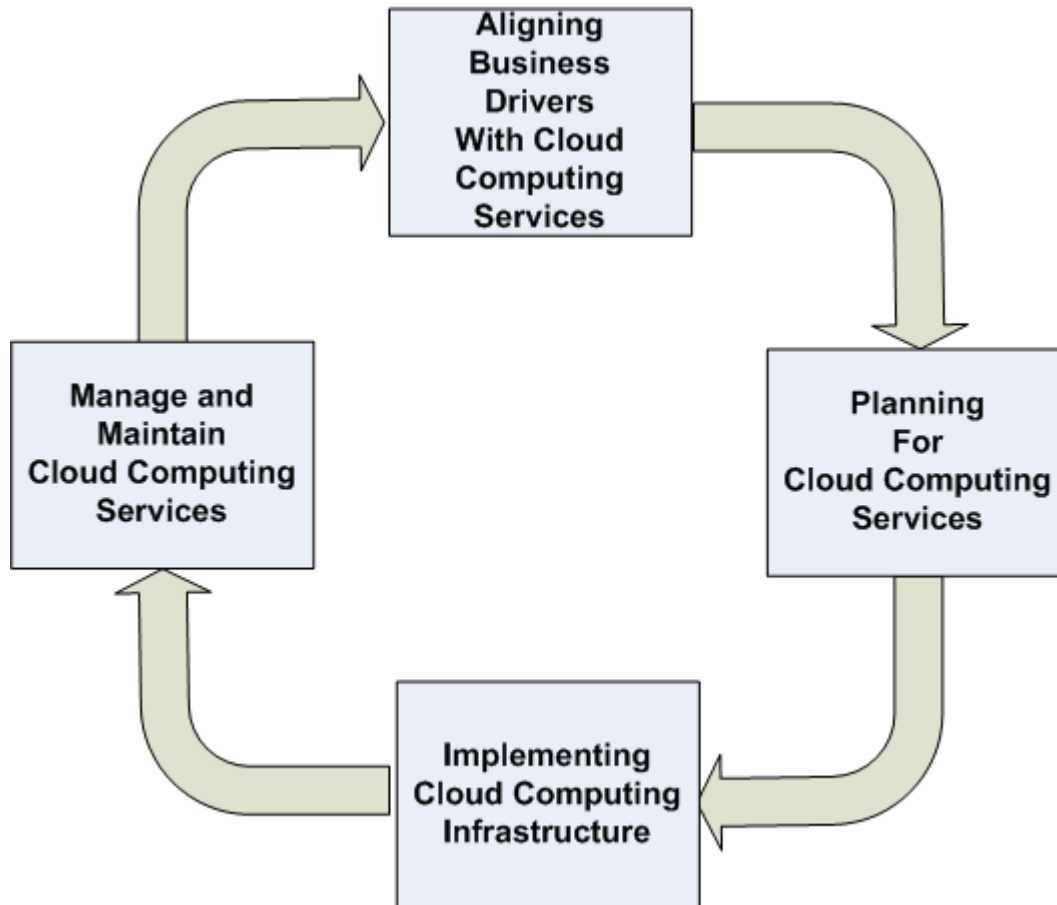 Aligning
Business
Drivers
With Cloud
Computing
Services
Manage and
Maintain
Cloud Computing
Services
Planning
For
Cloud Computing
Services
Implementing
Cloud Computing
Infrastructure